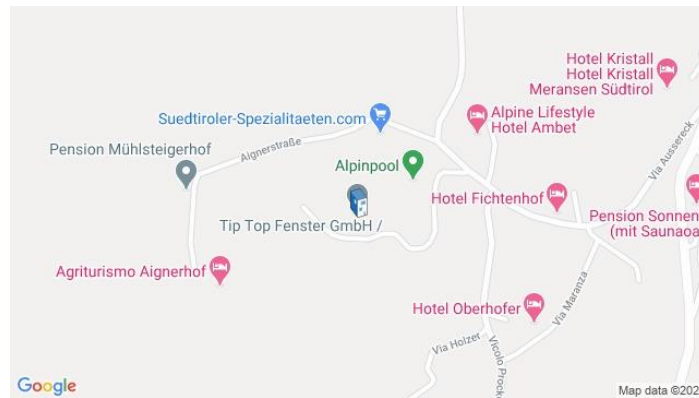 Hotel Kristall
Hotel Kristall
Meransen Südtirol
Suedtiroler-Spezialitaeten.com
Alpine Lifestyle
Hotel Ambet
Aignerstraße
Pension Mühlsteigerhof
Alpinpool
Via Aussereck
Hotel Fichtenhof
Tip Top Fenster GmbH /
Pension Sonnen
(mit Saunaoa
Agriturismo Aignerhof
Hotel Oberhofer
Via Maranza
Via Holzet
Vicolo Procke
Google
Map data ©202